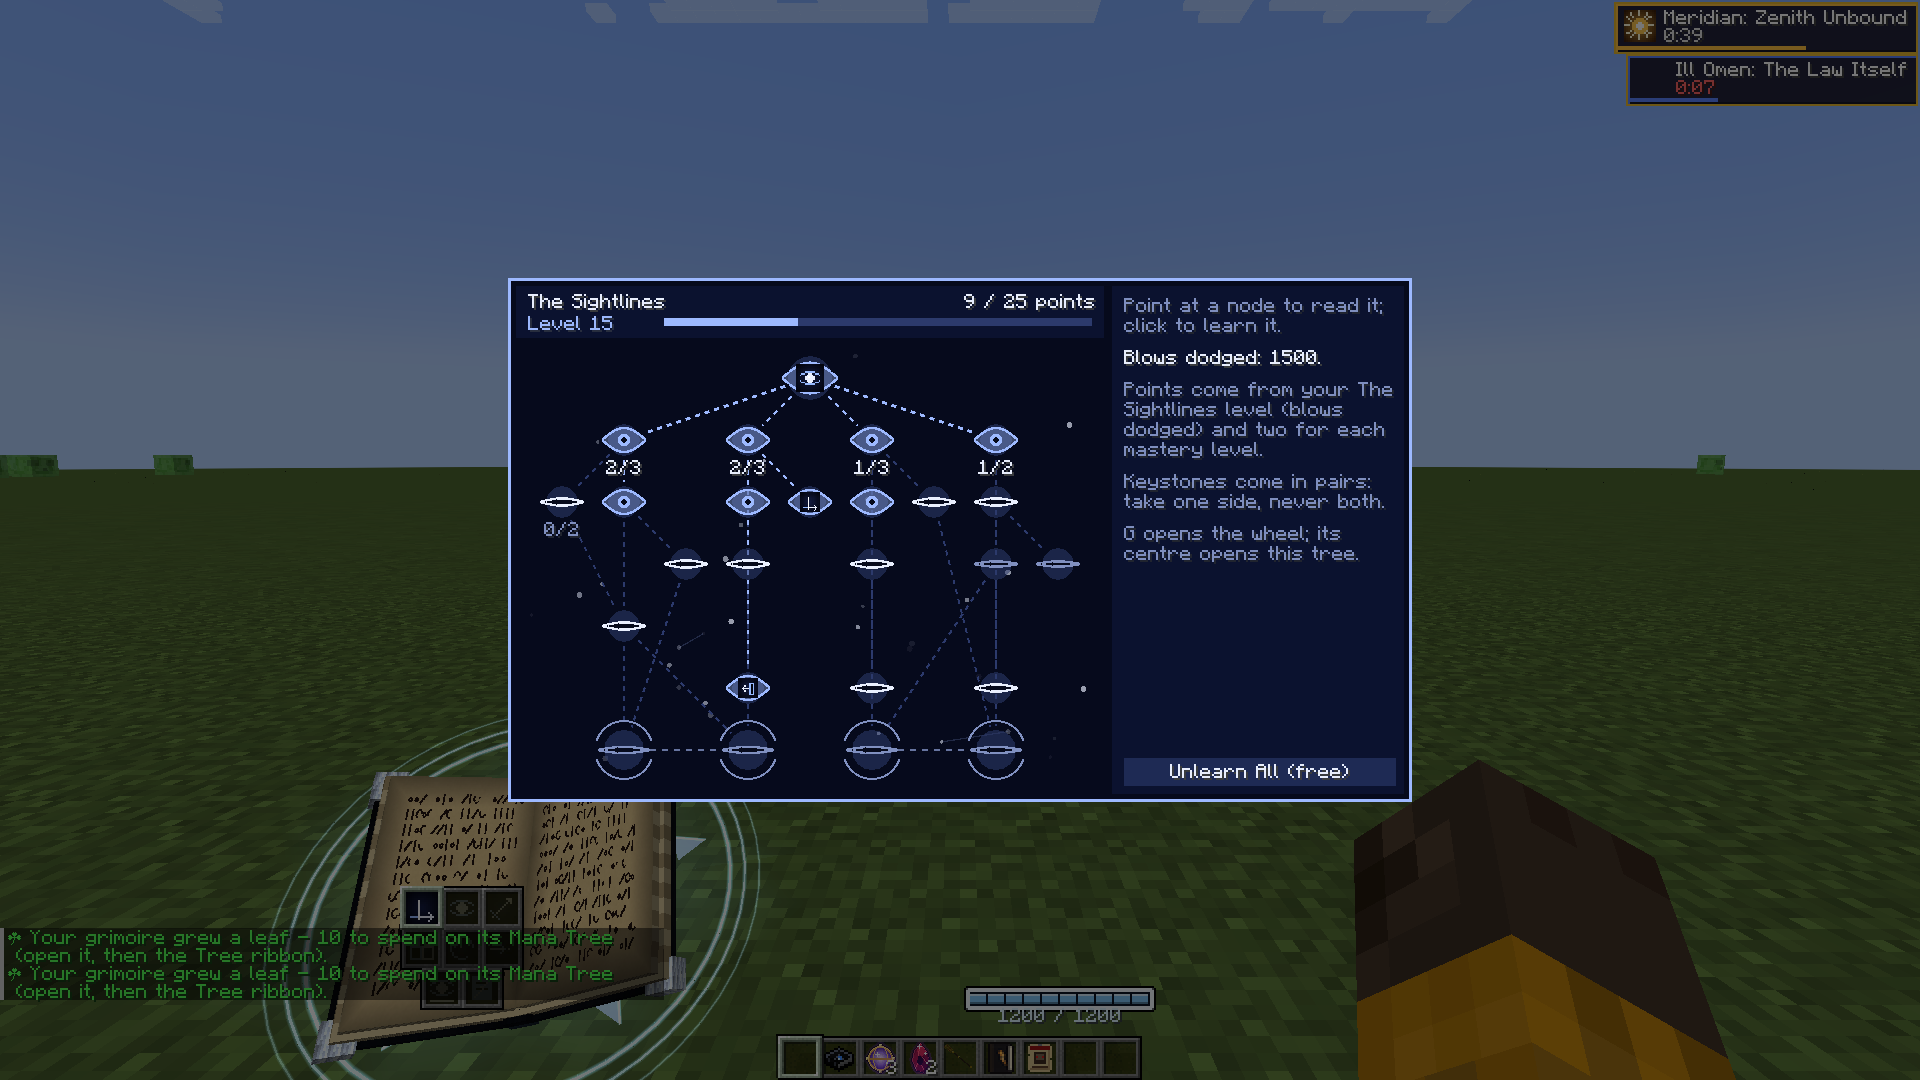 Meridian: Zenith Unbound
0:39
Ill Omen: The Law Itself
0:07
The Sightlines
9 / 25 points
Level 15
2/3
2/3
1/3
1/2
0/2
Point at a node to read it;
click to learn it.
Blows dodged: 1500.
Points come from your The
Sightlines level (blows
dodged) and two for each
mastery level.
Keystones come in pairs:
take one side, never both.
G opens the wheel; its
centre opens this tree.
Unlearn All (free)
Your grimoire grew a leaf — 10 to spend on its Mana Tree
(open it, then the Tree ribbon).
Your grimoire grew a leaf — 10 to spend on its Mana Tree
(open it, then the Tree ribbon).
1200 / 1200
3
2